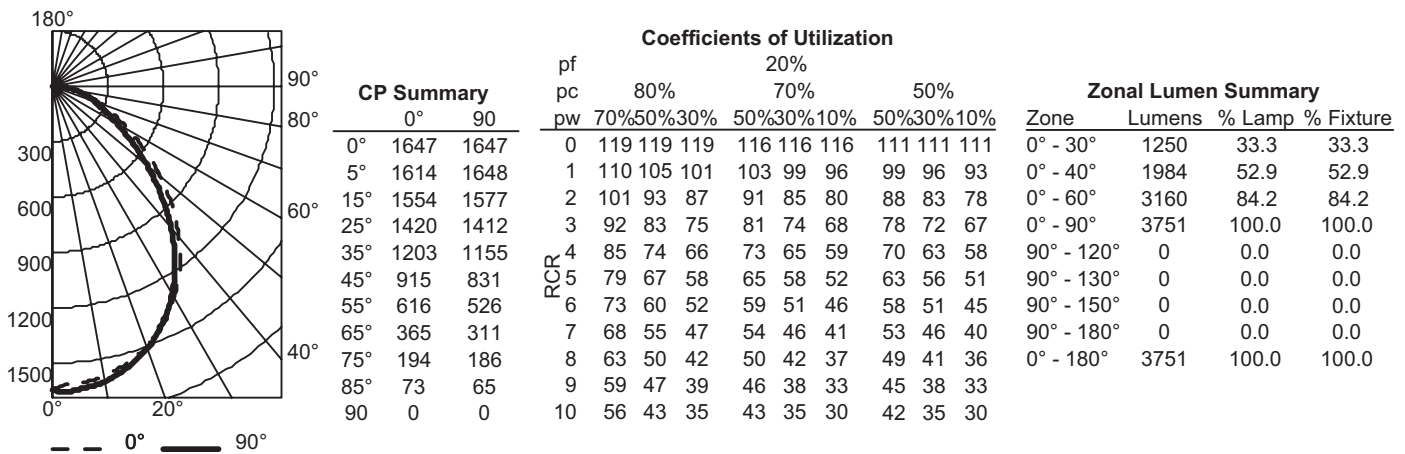 180°
90°
80°
300
600
60°
900
1200
40°
1500
0° 20°
0° 90°
CP Summary
0° 90
0° 1647 1647
5° 1614 1648
15° 1554 1577
25° 1420 1412
35° 1203 1155
45° 915 831
55° 616 526
65° 365 311
75° 194 186
85° 73 65
90 0 0
Coefficients of Utilization
pf 20%
pc 80% 70% 50%
pw 70%50%30% 50%30%10% 50%30%10%
RCR
0 119 119 119 116 116 116 111 111 111
1 110 105 101 103 99 96 99 96 93
2 101 93 87 91 85 80 88 83 78
3 92 83 75 81 74 68 78 72 67
4 85 74 66 73 65 59 70 63 58
5 79 67 58 65 58 52 63 56 51
6 73 60 52 59 51 46 58 51 45
7 68 55 47 54 46 41 53 46 40
8 63 50 42 50 42 37 49 41 36
9 59 47 39 46 38 33 45 38 33
10 56 43 35 43 35 30 42 35 30
Zonal Lumen Summary
Zone Lumens % Lamp % Fixture
0° - 30° 1250 33.3 33.3
0° - 40° 1984 52.9 52.9
0° - 60° 3160 84.2 84.2
0° - 90° 3751 100.0 100.0
90° - 120° 0 0.0 0.0
90° - 130° 0 0.0 0.0
90° - 150° 0 0.0 0.0
90° - 180° 0 0.0 0.0
0° - 180° 3751 100.0 100.0